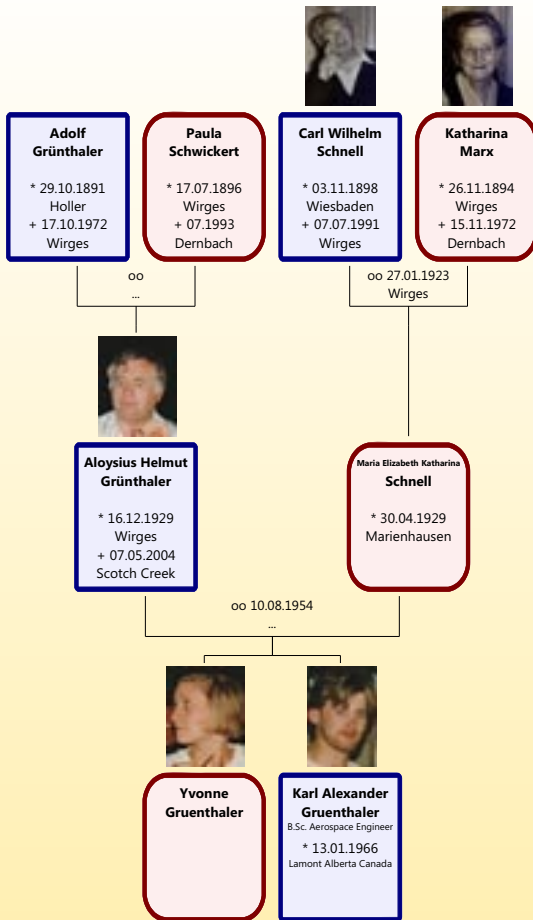 Adolf
Grünthaler
* 29.10.1891
Holler
+ 17.10.1972
Wirges
Paula
Schwickert
* 17.07.1896
Wirges
+ 07.1993
Dernbach
Carl Wilhelm
Schnell
* 03.11.1898
Wiesbaden
+ 07.07.1991
Wirges
Katharina
Marx
* 26.11.1894
Wirges
+ 15.11.1972
Dernbach
oo
...
oo 27.01.1923
Wirges
Aloysius Helmut
Grünthaler
* 16.12.1929
Wirges
+ 07.05.2004
Scotch Creek
Maria Elizabeth Katharina
Schnell
* 30.04.1929
Marienhausen
oo 10.08.1954
...
Yvonne
Gruenthaler
Karl Alexander
Gruenthaler
B.Sc. Aerospace Engineer
* 13.01.1966
Lamont Alberta Canada